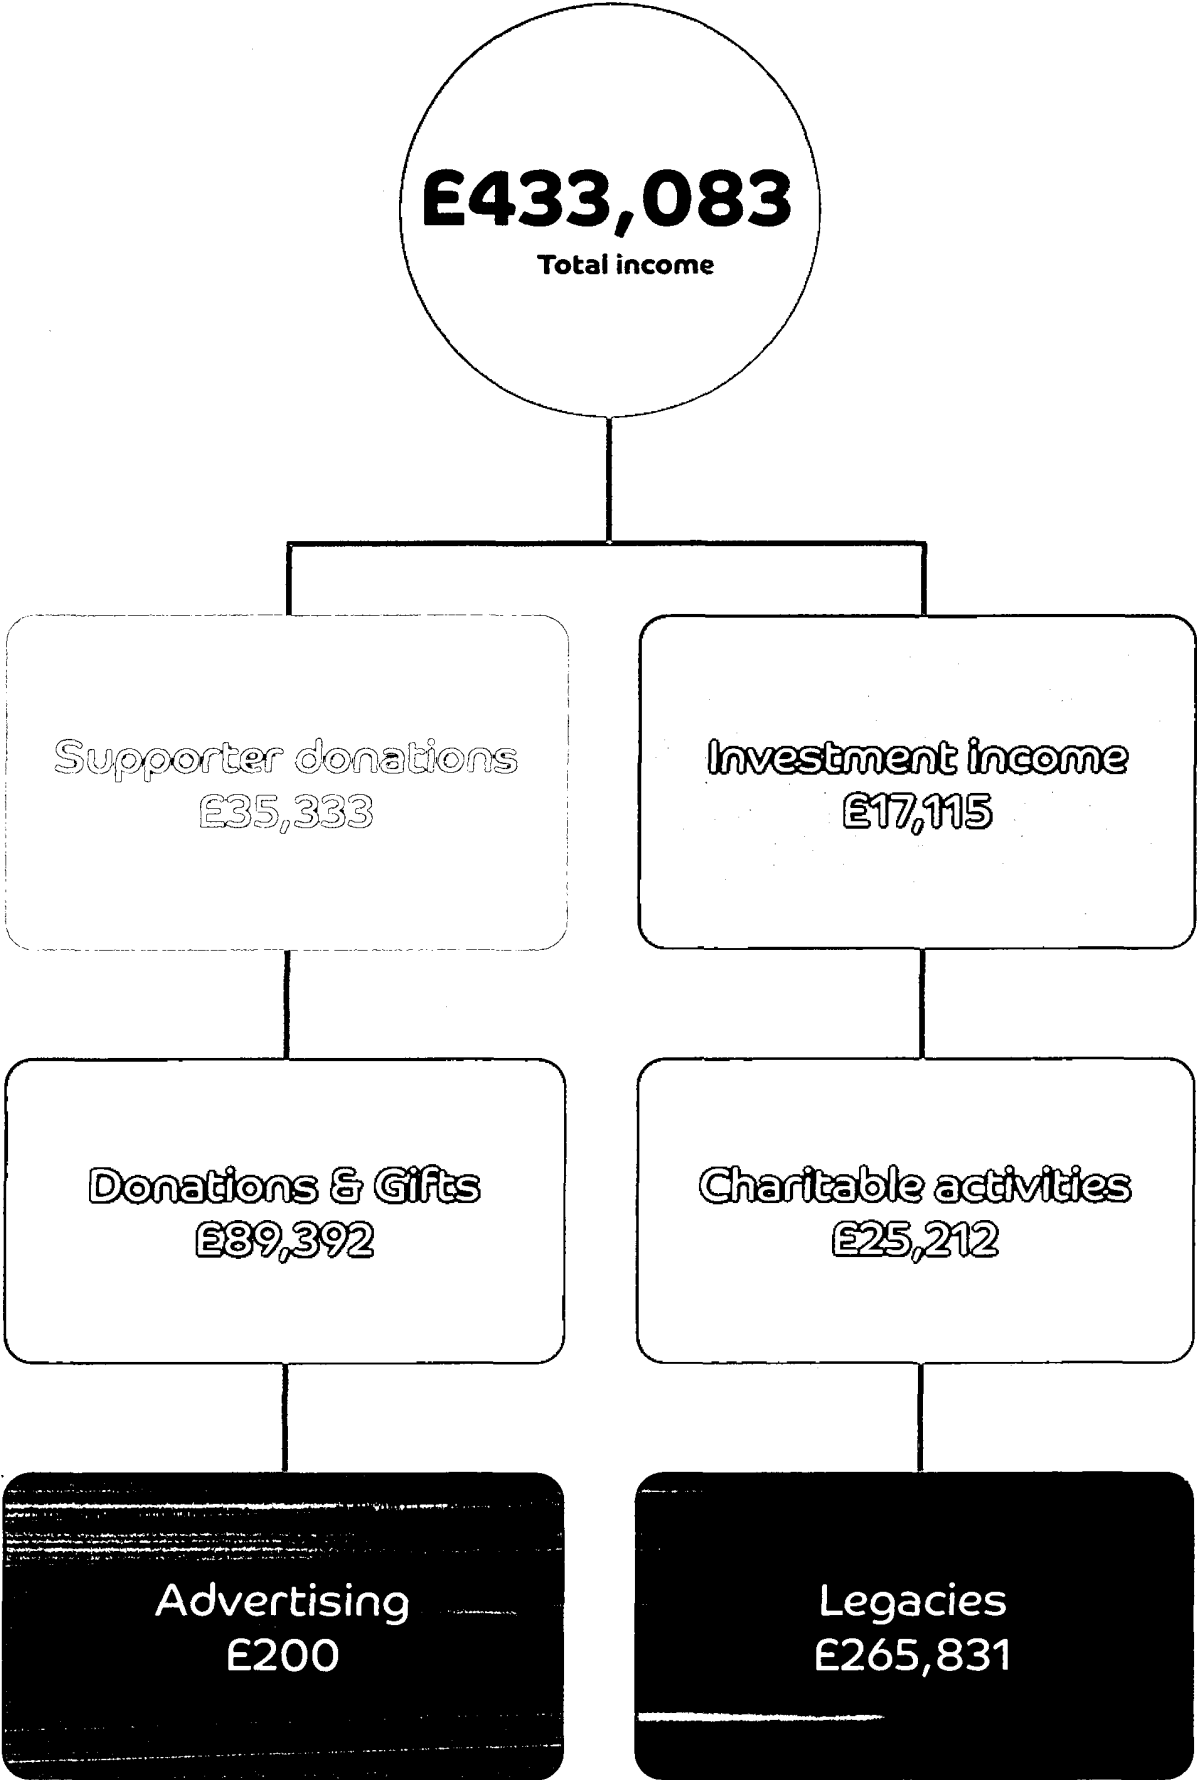 £433,083
Total income
Supporter donations
£35,333
Investment income
£17,115
Donations & Gifts
£89,392
Charitable activities
£25,212
Advertising
£200
Legacies
£265,831